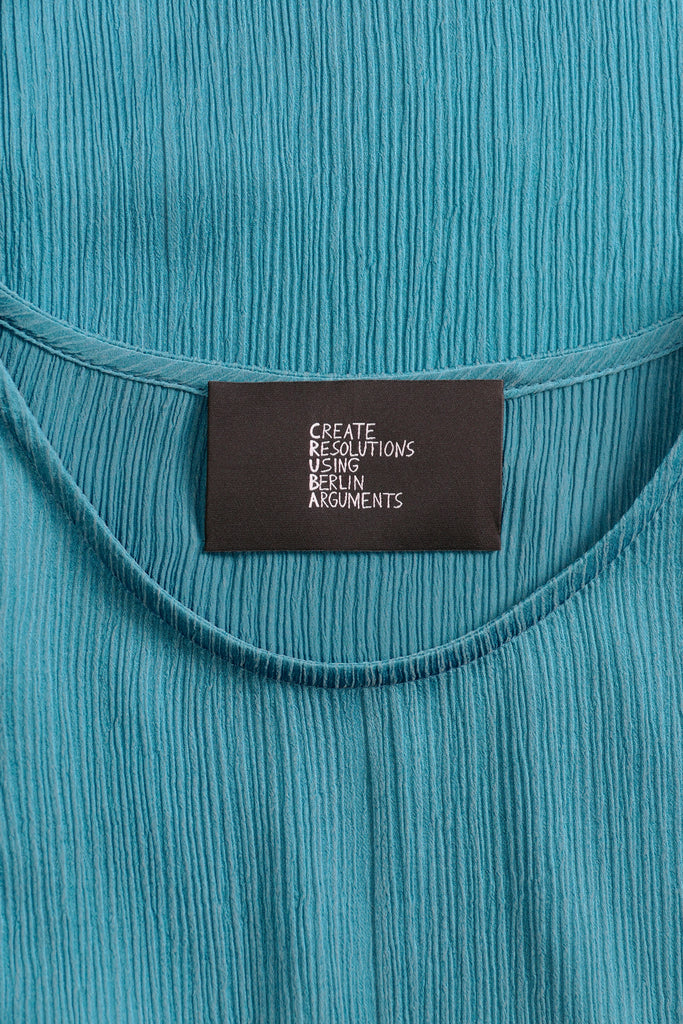 CREATE
RESOLUTIONS
USING
BERLIN
ARGUMENTS